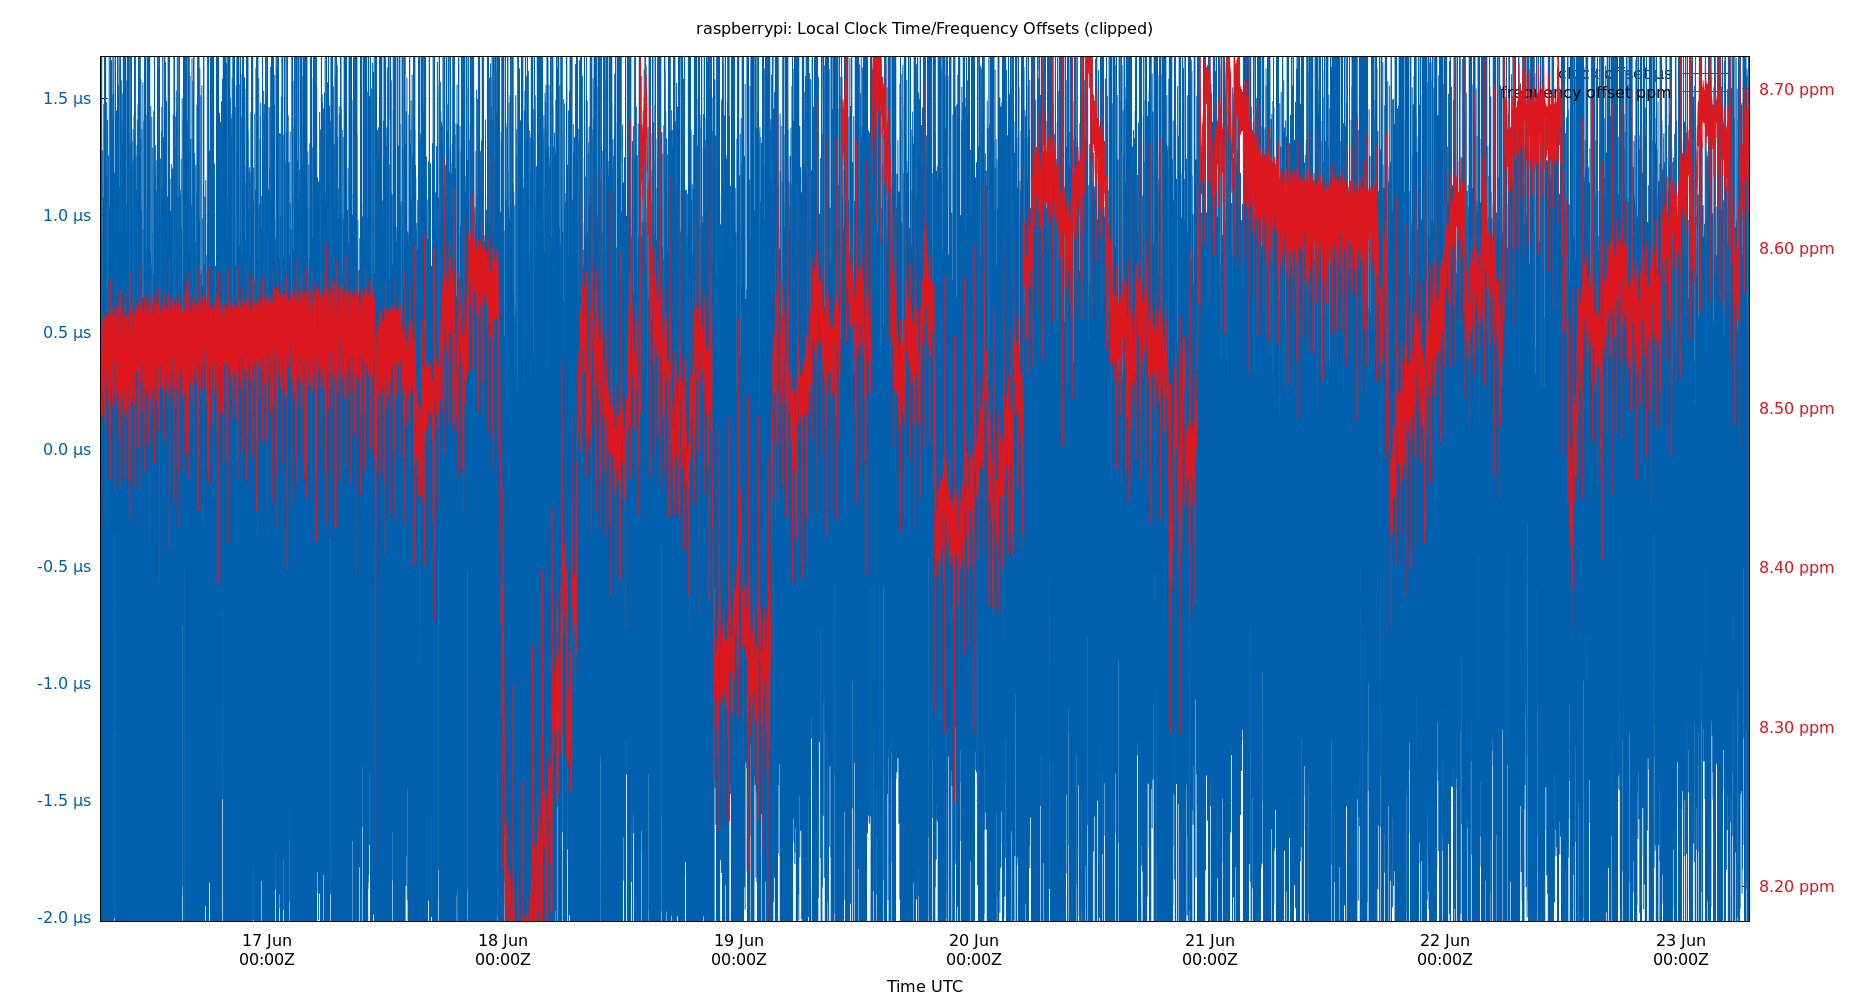 raspberrypi: Local Clock Time/Frequency Offsets (clipped)
clock offset µs
frequency offset ppm
1.5 µs
1.0 µs
0.5 µs
0.0 µs
-0.5 µs
-1.0 µs
-1.5 µs
-2.0 µs
8.70 ppm
8.60 ppm
8.50 ppm
8.40 ppm
8.30 ppm
8.20 ppm
17 Jun
00:00Z
18 Jun
00:00Z
19 Jun
00:00Z
20 Jun
00:00Z
21 Jun
00:00Z
22 Jun
00:00Z
23 Jun
00:00Z
Time UTC